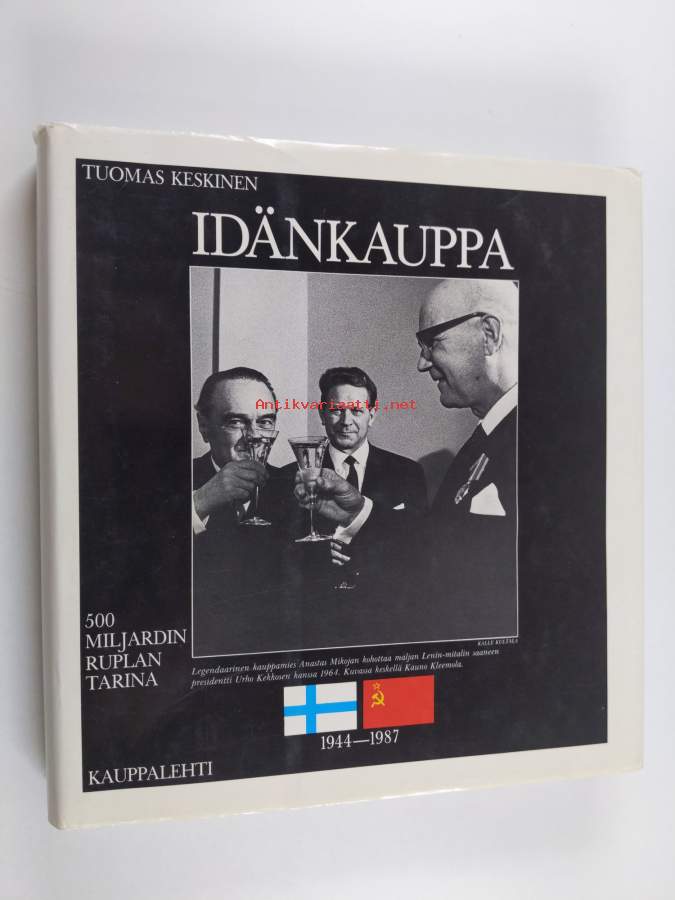 TUOMAS KESKINEN
IDÄNKAUPPA
Antikvariaatti.net
KALLE KULTALA
Legendaarinen kauppamies Anastas Mikojan kohottaa maljan Lenin-mitalin saaneen
presidentti Urho Kekkosen kanssa 1964. Kuvassa keskellä Kauno Kleemola.
500
MILJARDIN
RUPLAN
TARINA
1944—1987
KAUPPALEHTI